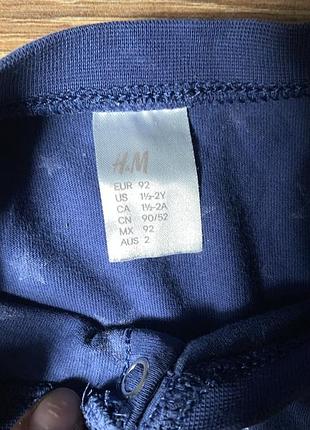 H&M
EUR 92
US 1½-2Y
CA 1½-2A
CN 90/52
MX 92
AUS 2